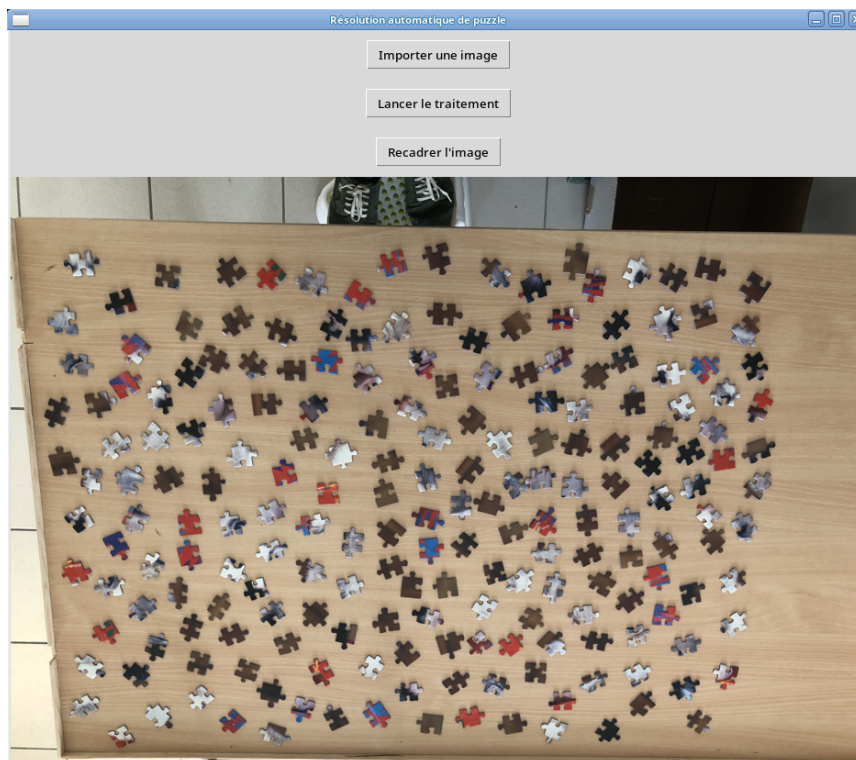 Résolution automatique de puzzle
Importer une image
Lancer le traitement
Recadrer l'image